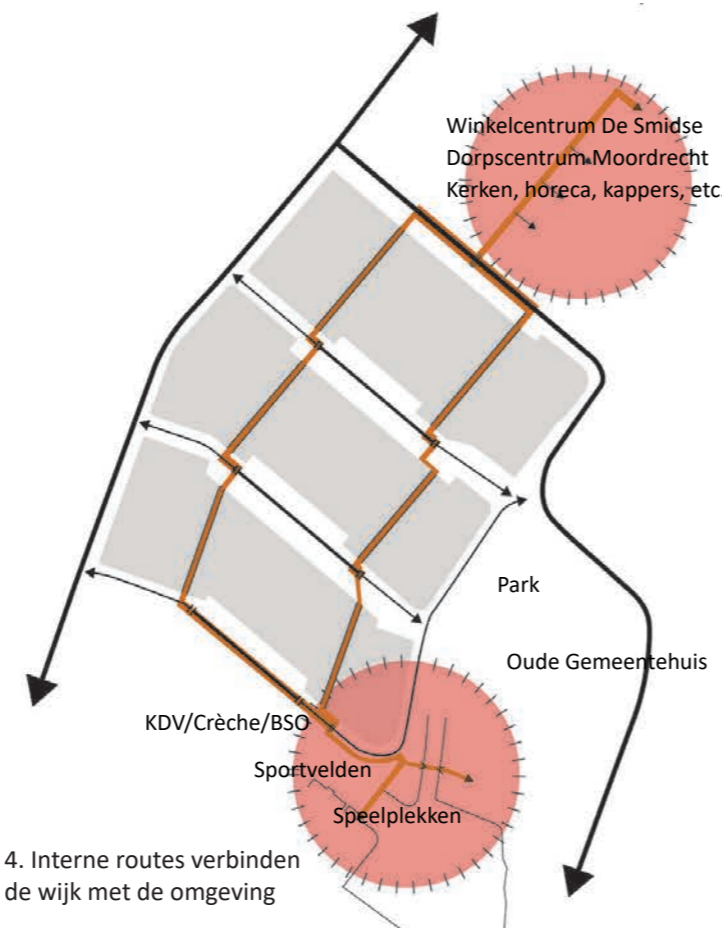 Winkelcentrum De Smidse
Dorpscentrum Moordrecht
Kerken, horeca, kappers, etc.
Park
Oude Gemeentehuis
KDV/Crèche/BSO
Sportvelden
Speelplekken
4. Interne routes verbinden
de wijk met de omgeving